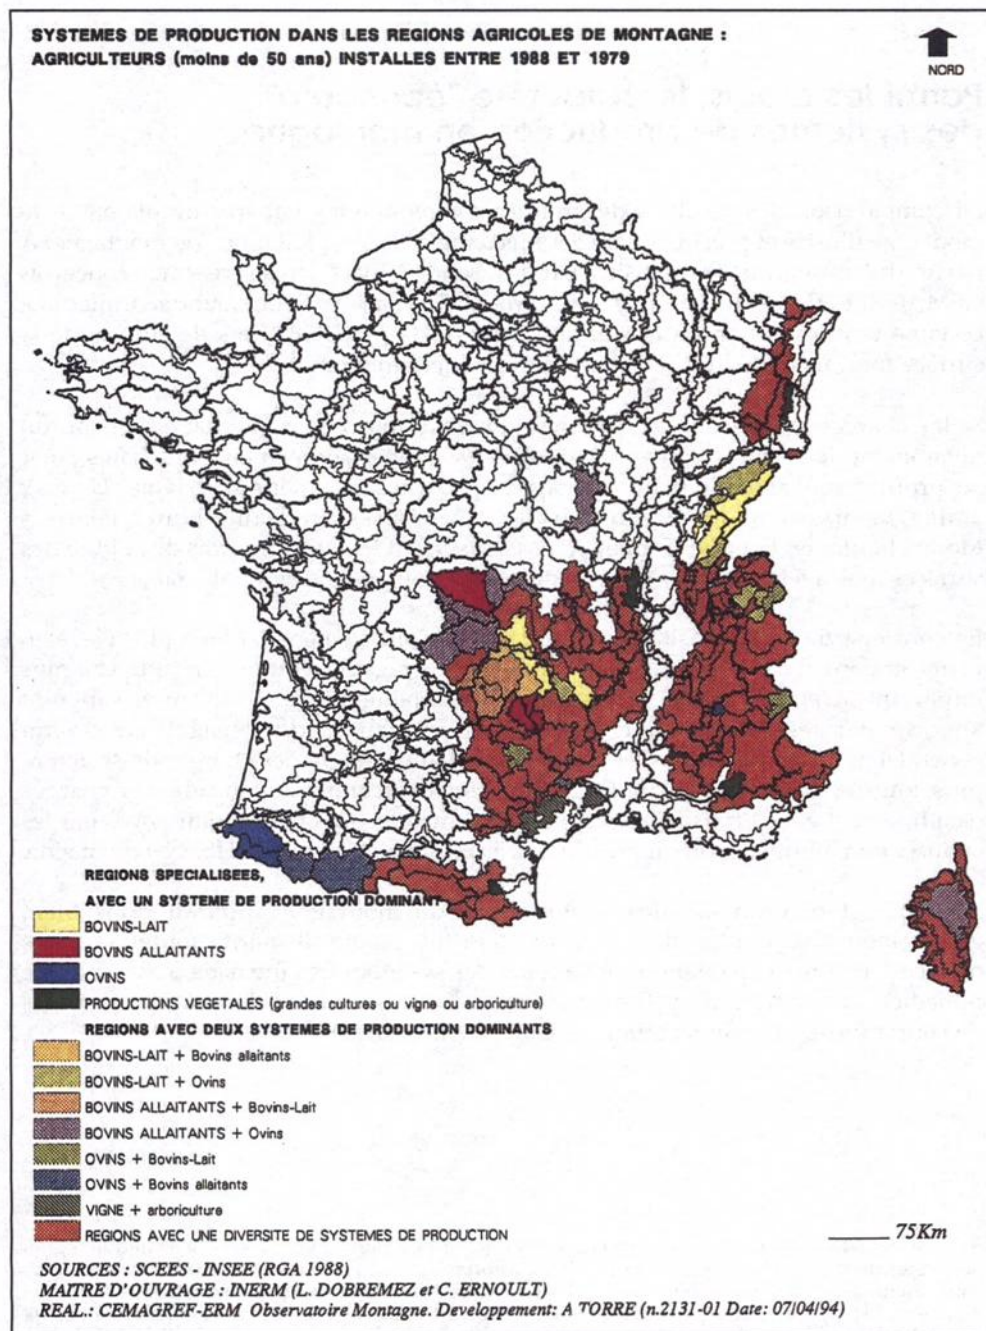 SYSTEMES DE PRODUCTION DANS LES REGIONS AGRICOLES DE MONTAGNE :
AGRICULTEURS (moins de 50 ans) INSTALLES ENTRE 1988 ET 1979
NORD
REGIONS SPECIALISEES,
AVEC UN SYSTEME DE PRODUCTION DOMINANT
BOVINS-LAIT
BOVINS ALLAITANTS
OVINS
PRODUCTIONS VEGETALES (grandes cultures ou vigne ou arboriculture)
REGIONS AVEC DEUX SYSTEMES DE PRODUCTION DOMINANTS
BOVINS-LAIT + Bovins allaitants
BOVINS-LAIT + Ovins
BOVINS ALLAITANTS + Bovins-Lait
BOVINS ALLAITANTS + Ovins
OVINS + Bovins-Lait
OVINS + Bovins allaitants
VIGNE + arboriculture
REGIONS AVEC UNE DIVERSITE DE SYSTEMES DE PRODUCTION
75Km
SOURCES : SCEES - INSEE (RGA 1988)
MAITRE D'OUVRAGE : INERM (L. DOBREMEZ et C. ERNOULT)
REAL.: CEMAGREF-ERM Observatoire Montagne. Developpement: A TORRE (n.2131-01 Date: 07/04/94)